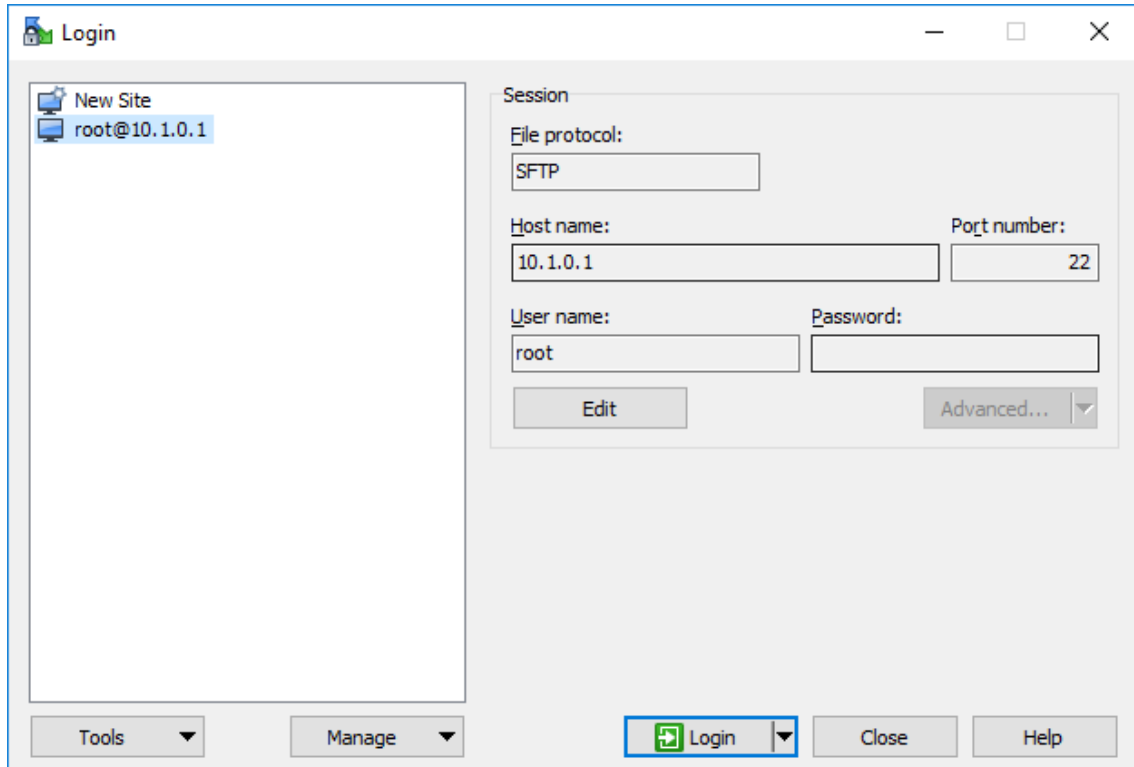 Login
New Site
root@10.1.0.1
Session
File protocol:
SFTP
Host name:
Port number:
10.1.0.1
22
User name:
Password:
root
Edit
Advanced...
Tools
Manage
Login
Close
Help